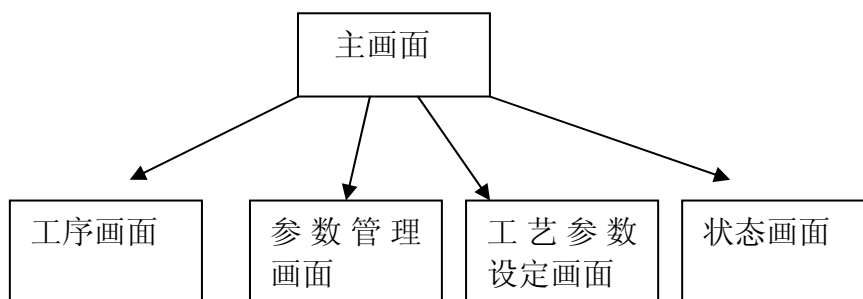 主画面
工序画面
参数管理
画面
工艺参数
设定画面
状态画面